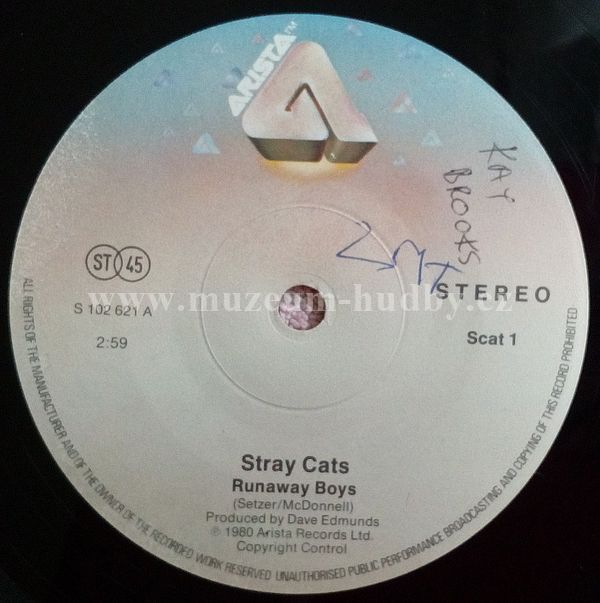 ARISTA™
KAY
BROOKS
ST 45
STEREO
www.muzeum-hudby.cz
S 102 621 A
2:59
Scat 1
Stray Cats
Runaway Boys
(Setzer/McDonnell)
Produced by Dave Edmunds
℗ 1980 Arista Records Ltd.
Copyright Control
ALL RIGHTS OF THE MANUFACTURER AND OF THE OWNER OF THE RECORDED WORK RESERVED UNAUTHORISED PUBLIC PERFORMANCE BROADCASTING AND COPYING OF THIS RECORD PROHIBITED